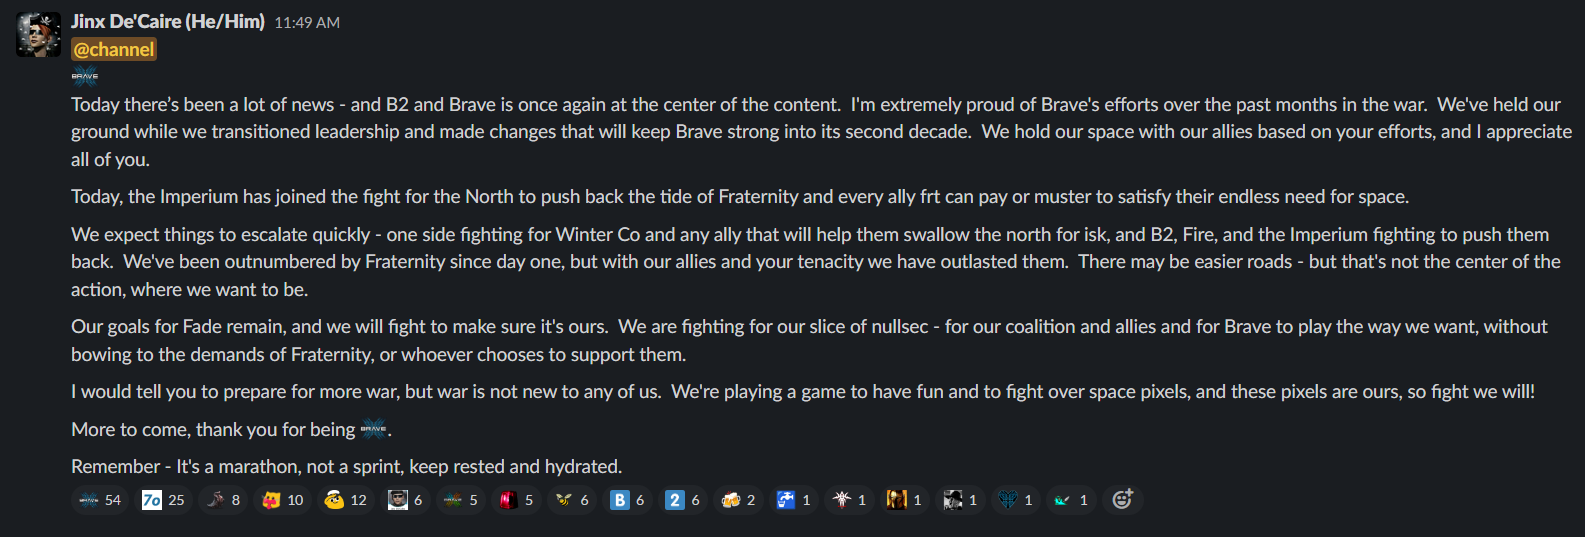 Jinx De'Caire (He/Him) 11:49 AM
@channel
BRAVE
Today there's been a lot of news - and B2 and Brave is once again at the center of the content.  I'm extremely proud of Brave's efforts over the past months in the war.  We've held our
ground while we transitioned leadership and made changes that will keep Brave strong into its second decade.  We hold our space with our allies based on your efforts, and I appreciate
all of you.
Today, the Imperium has joined the fight for the North to push back the tide of Fraternity and every ally frt can pay or muster to satisfy their endless need for space.
We expect things to escalate quickly - one side fighting for Winter Co and any ally that will help them swallow the north for isk, and B2, Fire, and the Imperium fighting to push them
back.  We've been outnumbered by Fraternity since day one, but with our allies and your tenacity we have outlasted them.  There may be easier roads - but that's not the center of the
action, where we want to be.
Our goals for Fade remain, and we will fight to make sure it's ours.  We are fighting for our slice of nullsec - for our coalition and allies and for Brave to play the way we want, without
bowing to the demands of Fraternity, or whoever chooses to support them.
I would tell you to prepare for more war, but war is not new to any of us.  We're playing a game to have fun and to fight over space pixels, and these pixels are ours, so fight we will!
More to come, thank you for being BRAVE.
Remember - It's a marathon, not a sprint, keep rested and hydrated.
BRAVE 54 7o 25 8 10 12 6 5 5 6 B 6 2 6 2 1 1 1 1 1 1